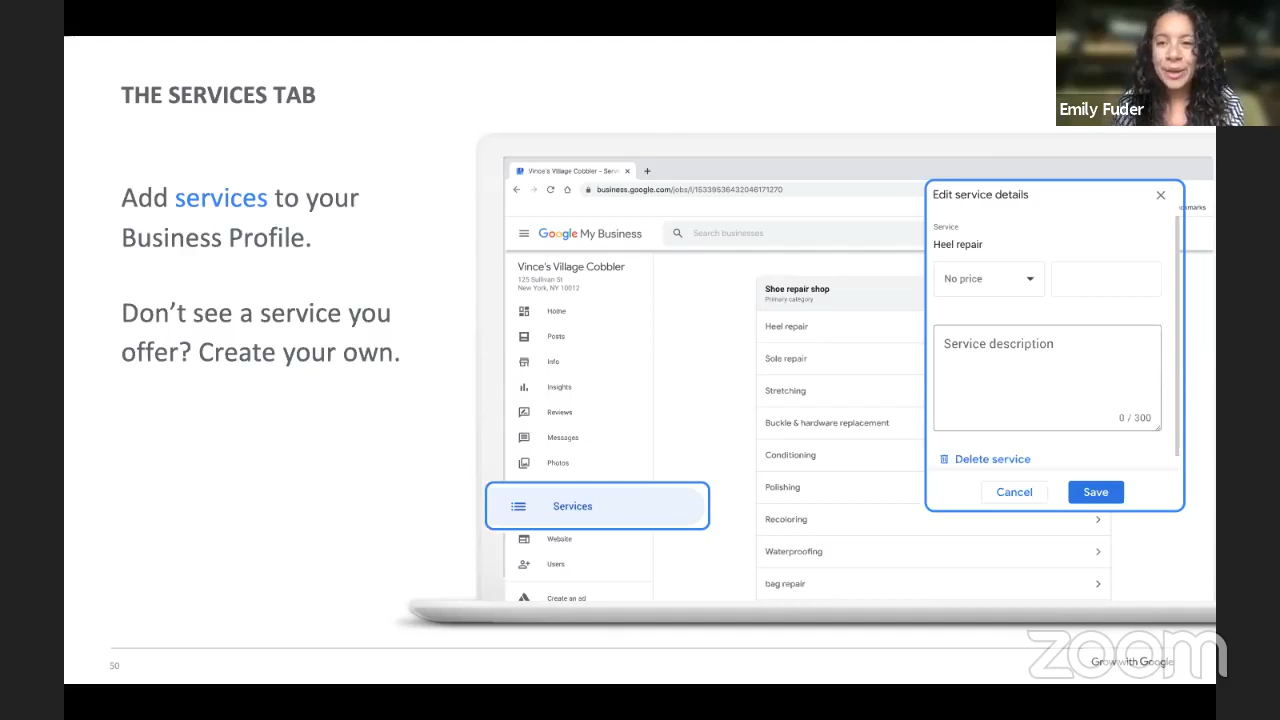 THE SERVICES TAB
Emily Fuder
Add services to your
Business Profile.
Don't see a service you
offer? Create your own.
Vince's Village Cobbler - Servi
business.google.com/jobs/l/15339536432046171270
Google My Business
Search businesses
Vince's Village Cobbler
125 Sullivan St
New York, NY 10012
Home
Posts
Info
Insights
Reviews
Messages
Photos
Services
Website
Users
Create an ad
Shoe repair shop
Primary category
Heel repair
Sole repair
Stretching
Buckle & hardware replacement
Conditioning
Polishing
Recoloring
Waterproofing
bag repair
Edit service details
Service
Heel repair
No price
Service description
0 / 300
Delete service
Cancel
Save
50
Grow with Google
zoom